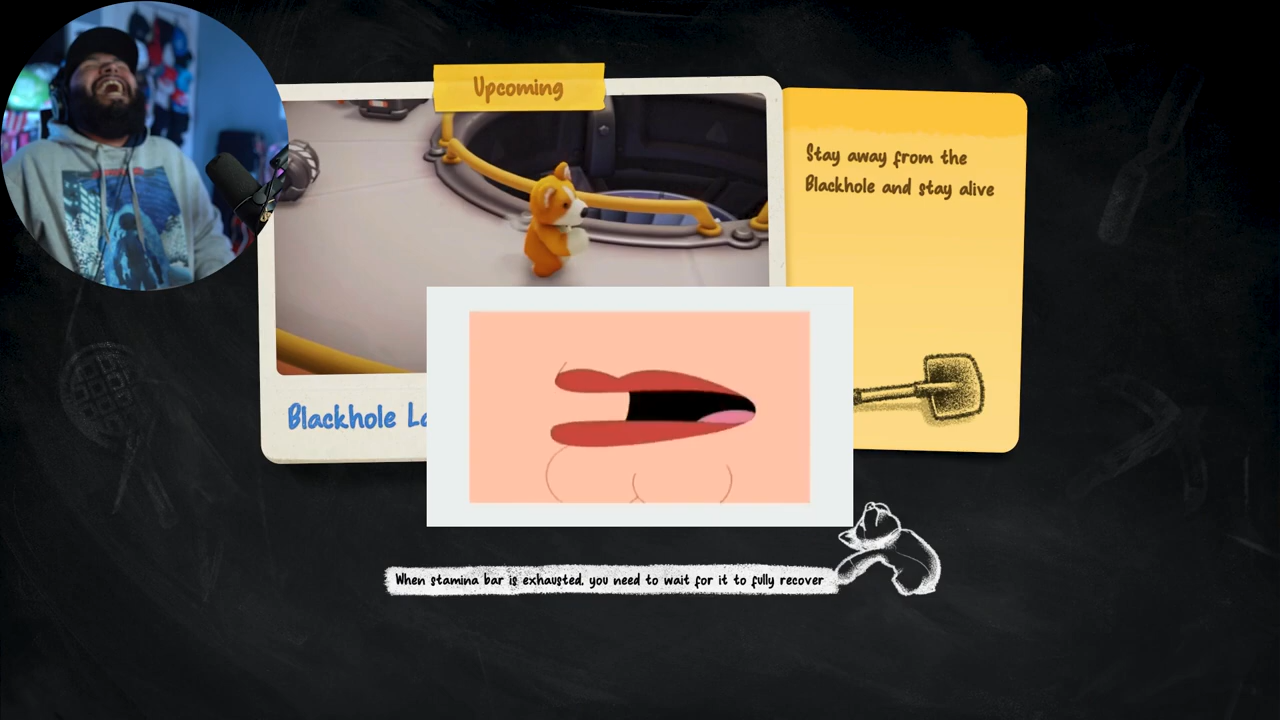 Upcoming
Stay away from the
Blackhole and stay alive
Blackhole
When stamina bar is exhausted, you need to wait for it to fully recover